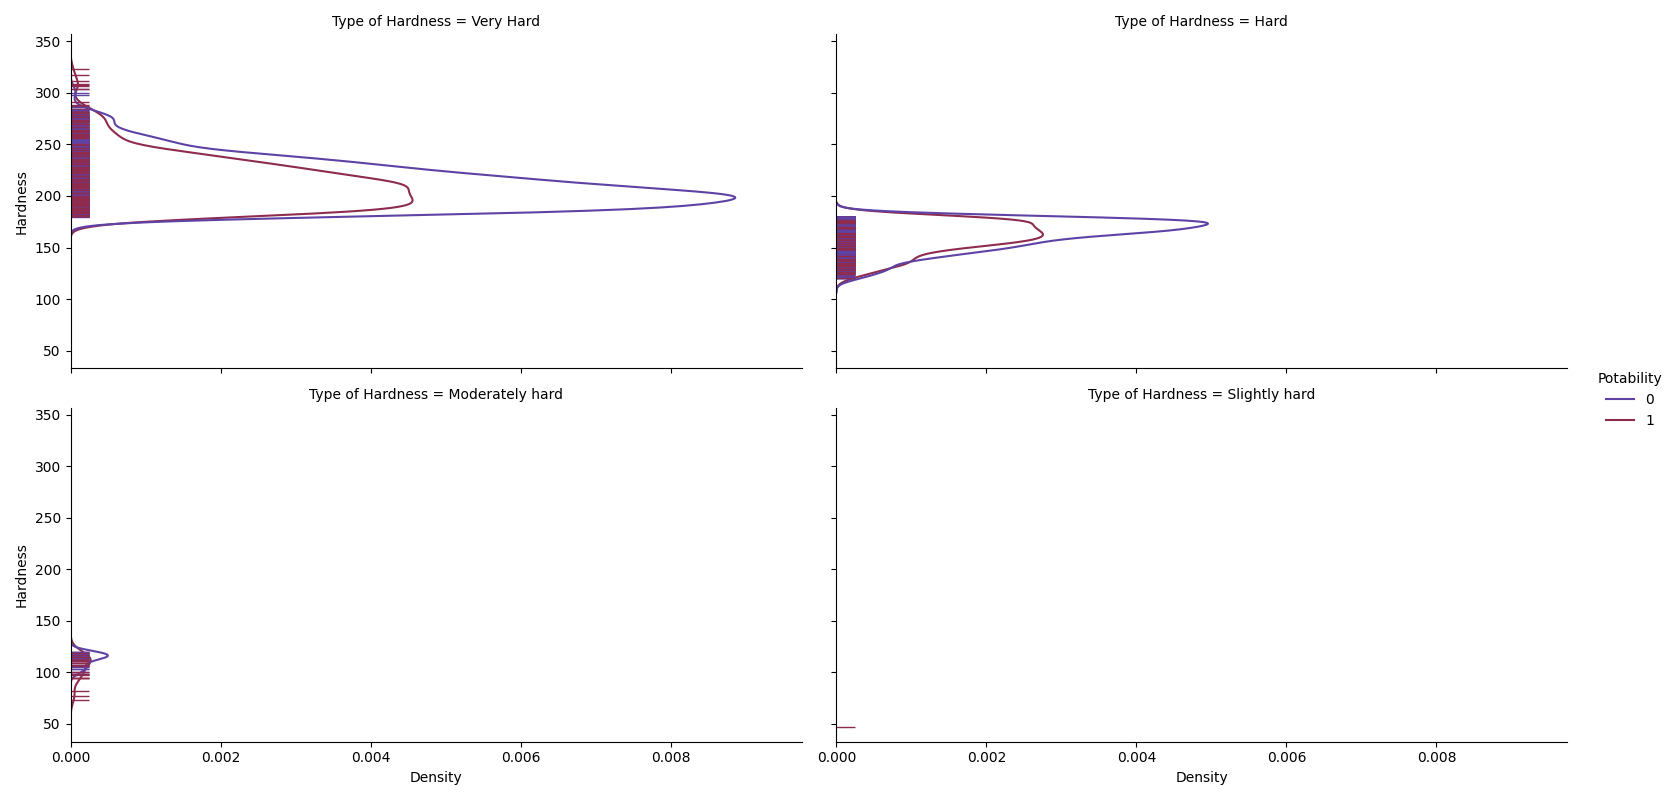 Type of Hardness = Very Hard
Type of Hardness = Hard
350
300
250
200
150
100
50
Hardness
Type of Hardness = Moderately hard
Type of Hardness = Slightly hard
Potability
0
1
350
300
250
200
150
100
50
Hardness
0.000 0.002 0.004 0.006 0.008
0.000 0.002 0.004 0.006 0.008
Density
Density